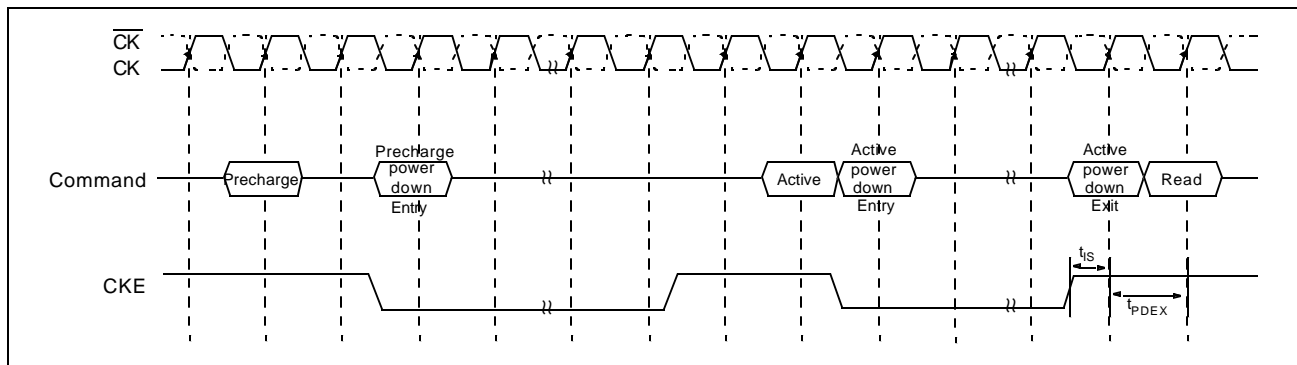 CK
CK
Command
Precharge
Precharge
power
down
Entry
Active
Active
power
down
Entry
Active
power
down
Exit
Read
CKE
tIS
tPDEX